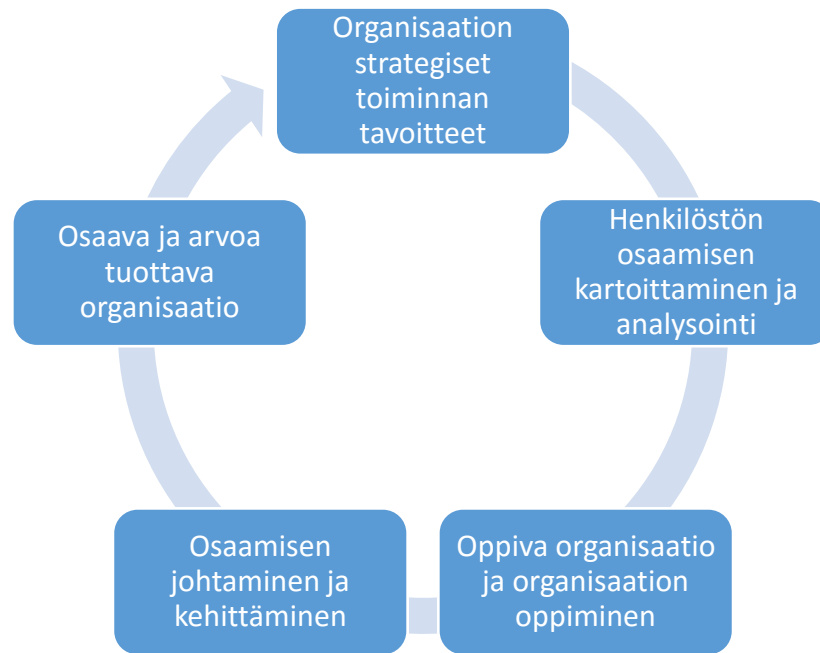 Organisaation
strategiset
toiminnan
tavoitteet
Henkilöstön
osaamisen
kartoittaminen ja
analysointi
Oppiva organisaatio
ja organisaation
oppiminen
Osaamisen
johtaminen ja
kehittäminen
Osaava ja arvoa
tuottava
organisaatio